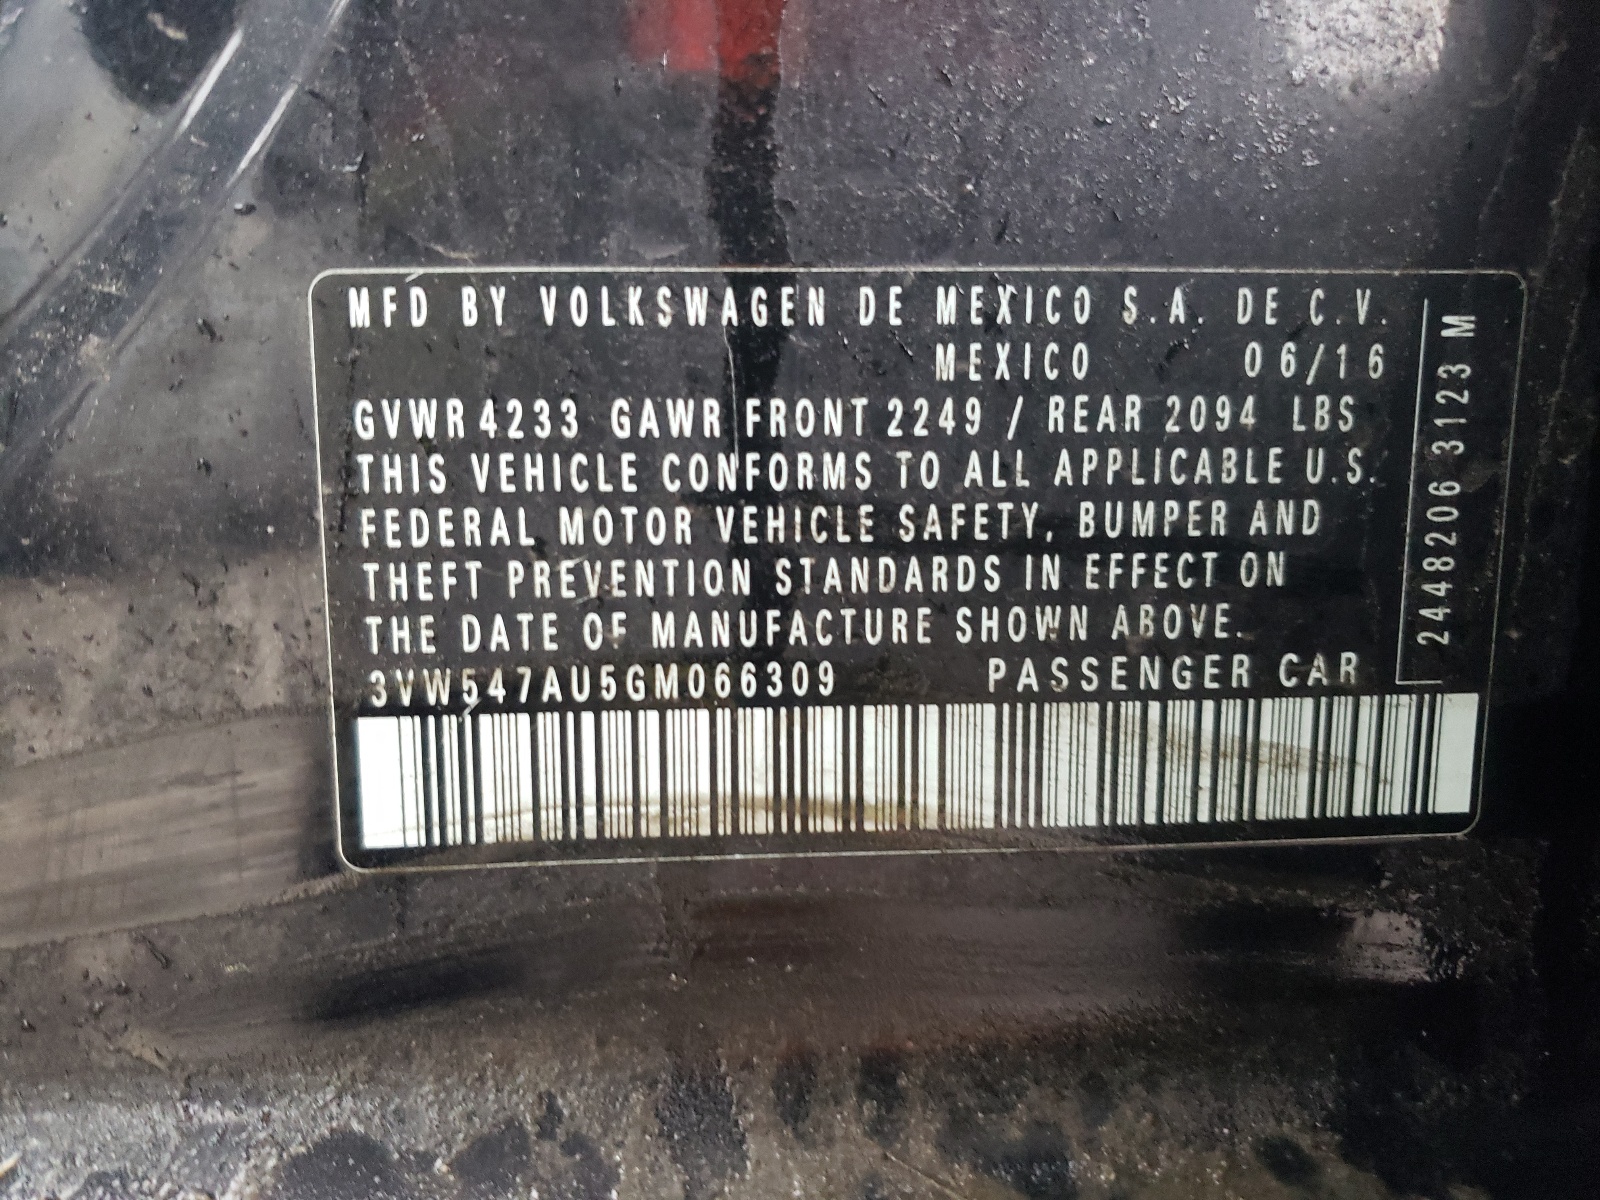 MFD BY VOLKSWAGEN DE MEXICO S.A. DE C.V.
MEXICO 06/16
GVWR 4233 GAWR FRONT 2249 / REAR 2094 LBS
THIS VEHICLE CONFORMS TO ALL APPLICABLE U.S.
FEDERAL MOTOR VEHICLE SAFETY, BUMPER AND
THEFT PREVENTION STANDARDS IN EFFECT ON
THE DATE OF MANUFACTURE SHOWN ABOVE.
3VW547AU5GM066309 PASSENGER CAR
2448206 3123 M